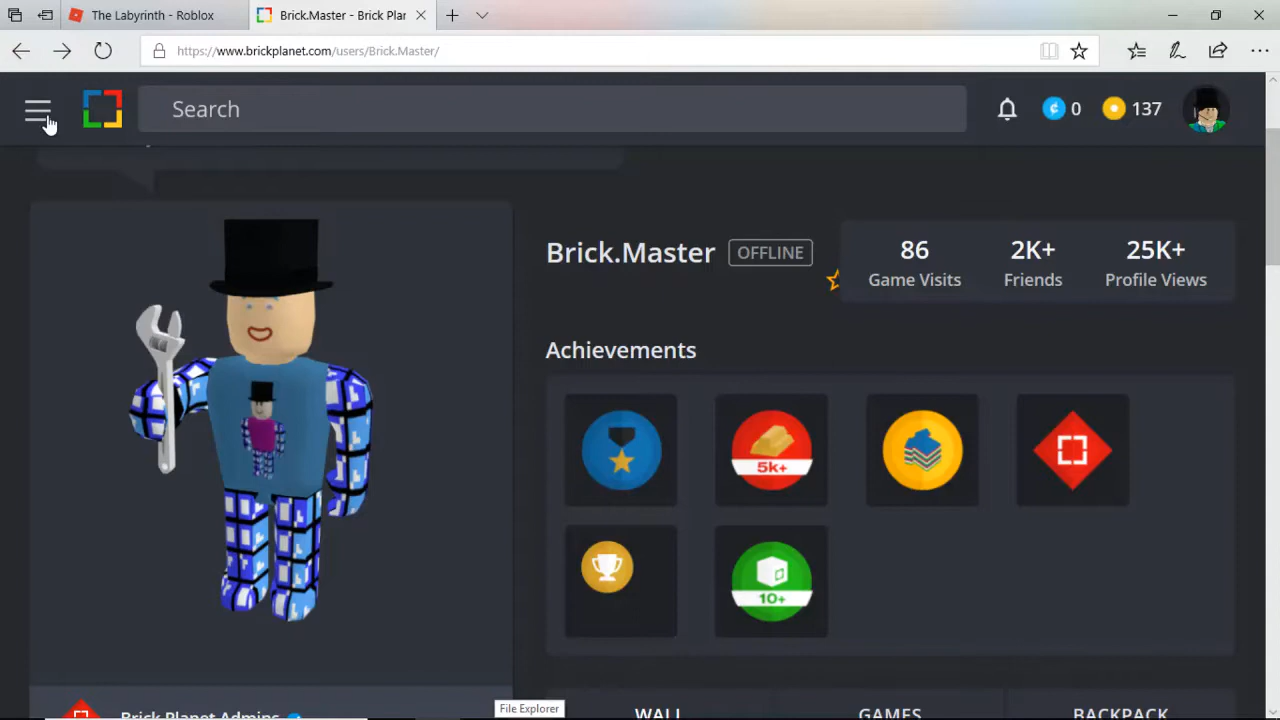 The Labyrinth - Roblox
Brick.Master - Brick Plar
https://www.brickplanet.com/users/Brick.Master/
Search
¢ 0
137
Brick.Master OFFLINE
86
Game Visits
2K+
Friends
25K+
Profile Views
Achievements
5k+
10+
Brick Planet Admins
File Explorer
WALL
GAMES
BACKPACK